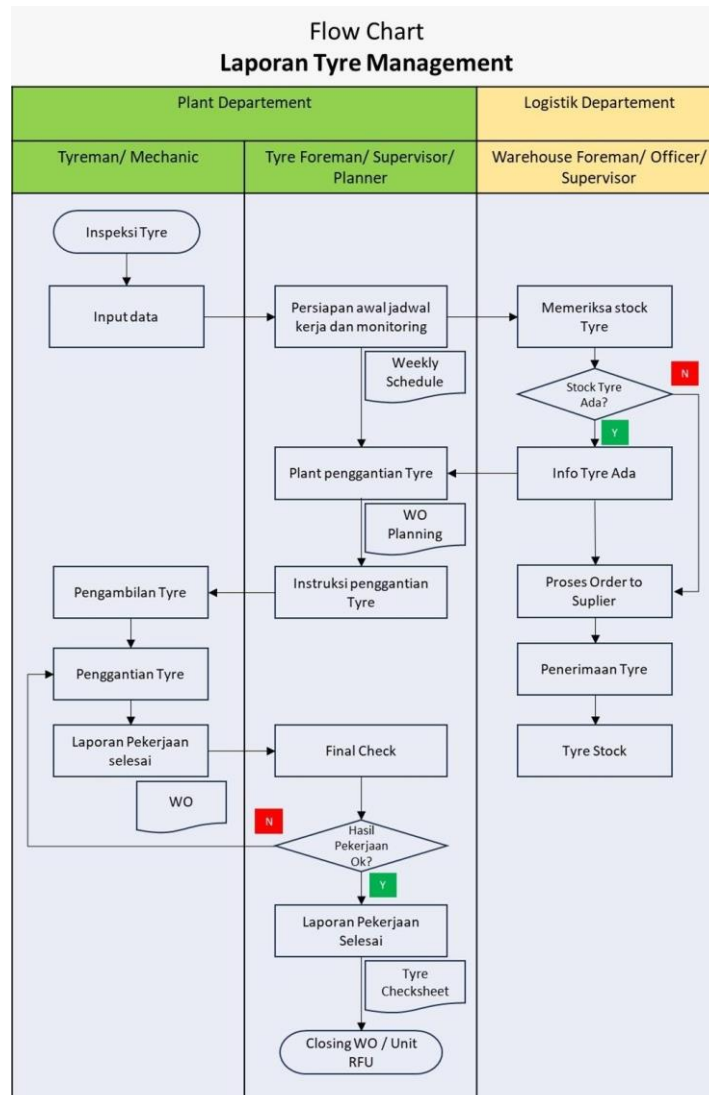 Flow Chart
Laporan Tyre Management
Plant Departement
Logistik Departement
Tyreman/ Mechanic
Tyre Foreman/ Supervisor/
Planner
Warehouse Foreman/ Officer/
Supervisor
Inspeksi Tyre
Input data
Persiapan awal jadwal
kerja dan monitoring
Memeriksa stock
Tyre
Weekly
Schedule
Stock Tyre
Ada?
N
Y
Plant penggantian Tyre
Info Tyre Ada
WO
Planning
Pengambilan Tyre
Instruksi penggantian
Tyre
Proses Order to
Suplier
Penggantian Tyre
Penerimaan Tyre
Laporan Pekerjaan
selesai
Final Check
Tyre Stock
WO
N
Hasil
Pekerjaan
Ok?
Y
Laporan Pekerjaan
Selesai
Tyre
Checksheet
Closing WO / Unit
RFU